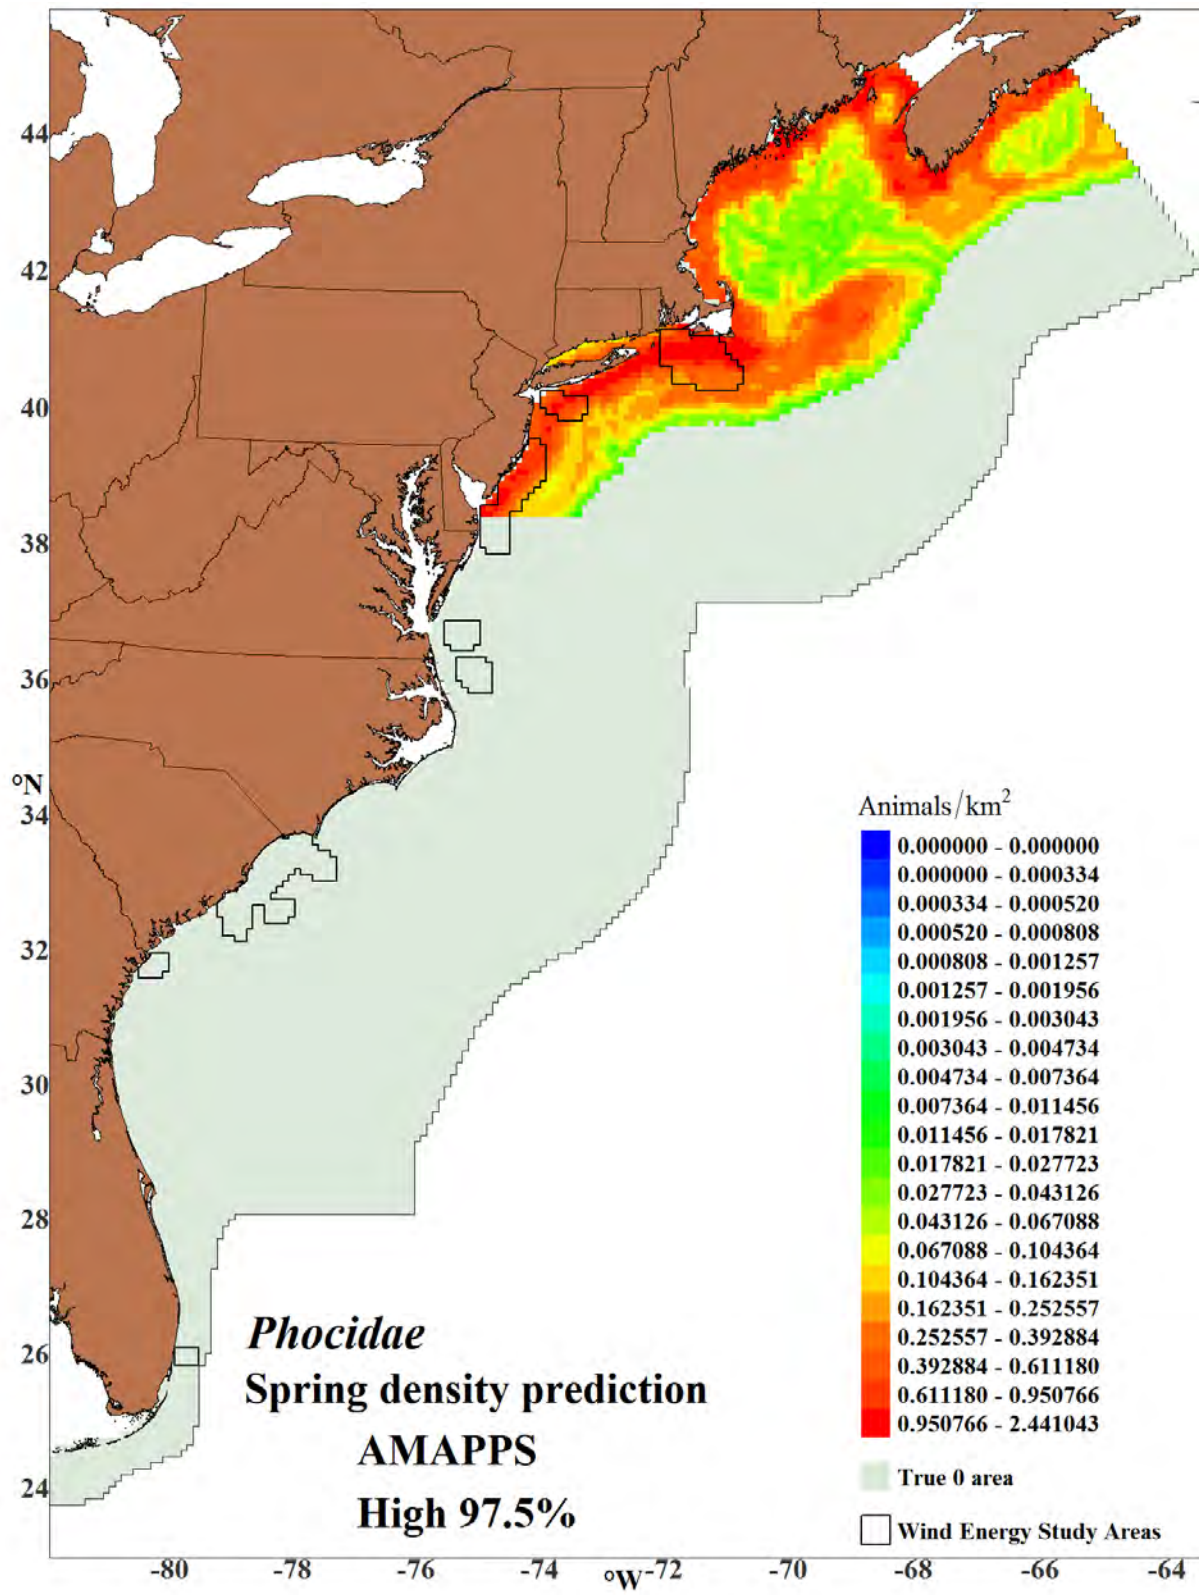 44
42
40
38
36
°N
34
32
30
28
26
24
Animals/km²
0.000000 - 0.000000
0.000000 - 0.000334
0.000334 - 0.000520
0.000520 - 0.000808
0.000808 - 0.001257
0.001257 - 0.001956
0.001956 - 0.003043
0.003043 - 0.004734
0.004734 - 0.007364
0.007364 - 0.011456
0.011456 - 0.017821
0.017821 - 0.027723
0.027723 - 0.043126
0.043126 - 0.067088
0.067088 - 0.104364
0.104364 - 0.162351
0.162351 - 0.252557
0.252557 - 0.392884
0.392884 - 0.611180
0.611180 - 0.950766
0.950766 - 2.441043
True 0 area
Wind Energy Study Areas
Phocidae
Spring density prediction
AMAPPS
High 97.5%
-80 -78 -76 -74 -72 -70 -68 -66 -64
°W